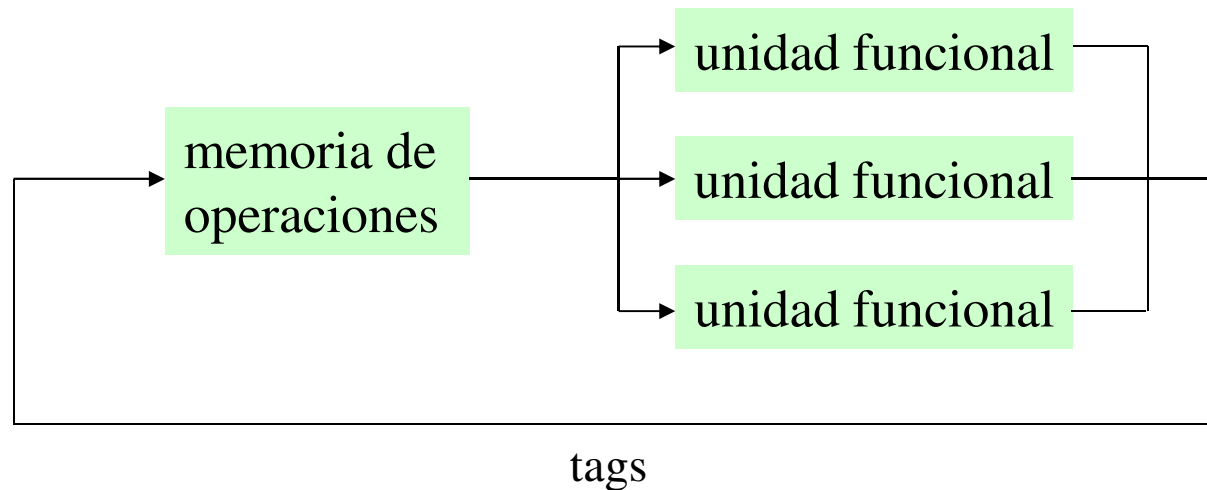 unidad funcional
memoria de
operaciones
unidad funcional
unidad funcional
tags